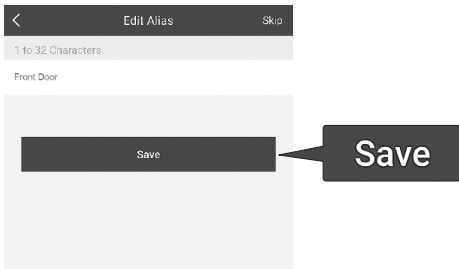 Edit Alias Skip
1 to 32 Characters
Front Door
Save
Save